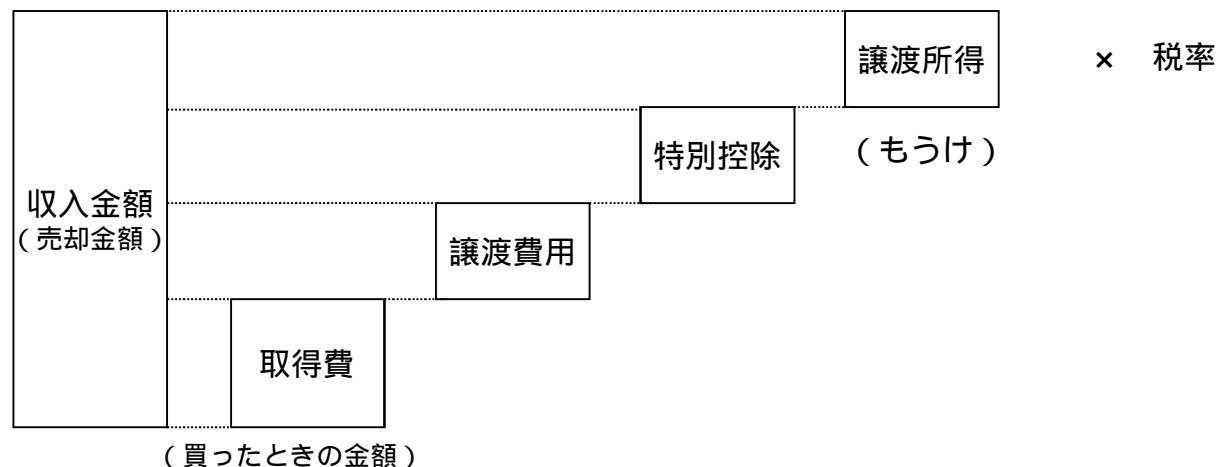 譲渡所得
× 税率
(もうけ)
特別控除
収入金額
(売却金額)
譲渡費用
取得費
(買ったときの金額)